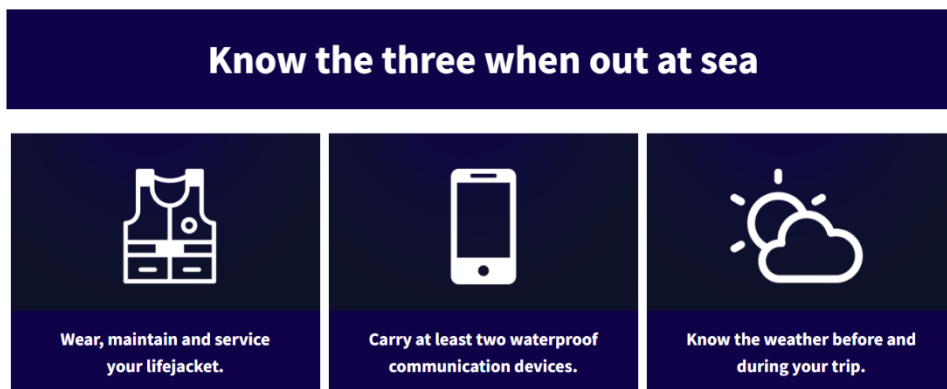 Know the three when out at sea
Wear, maintain and service
your lifejacket.
Carry at least two waterproof
communication devices.
Know the weather before and
during your trip.